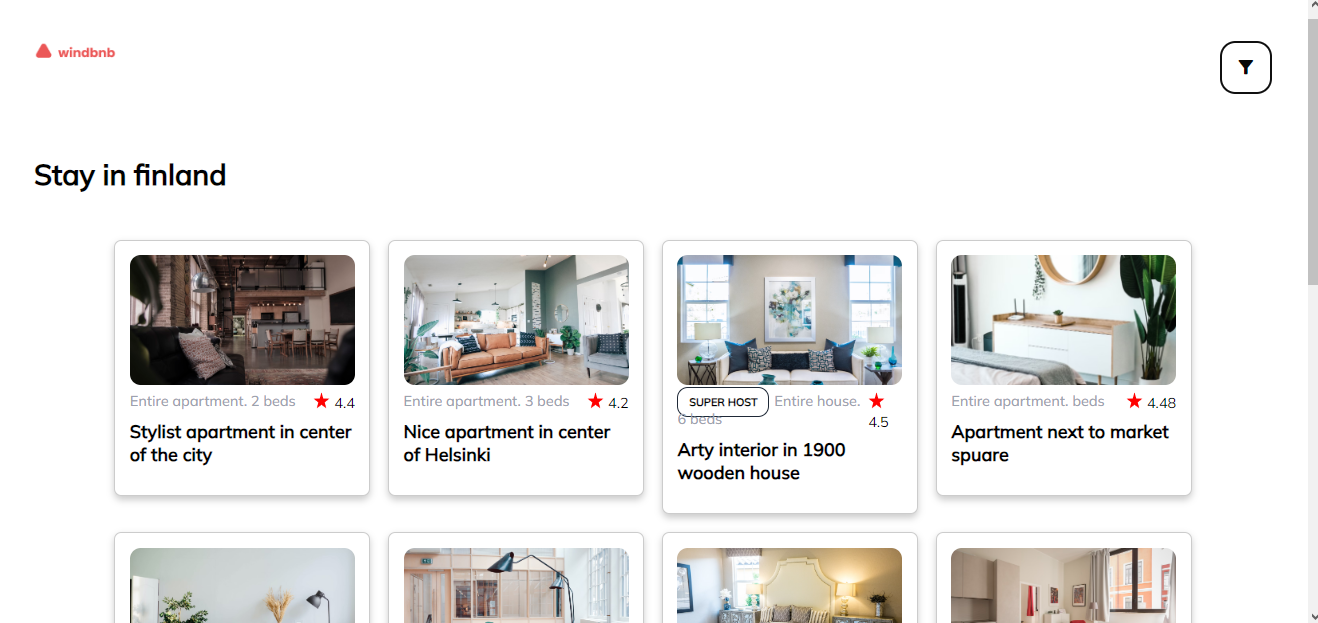 windbnb
Stay in finland
Entire apartment. 2 beds 4.4
Stylist apartment in center
of the city
Entire apartment. 3 beds 4.2
Nice apartment in center
of Helsinki
SUPER HOST Entire house.
6 beds 4.5
Arty interior in 1900
wooden house
Entire apartment. beds 4.48
Apartment next to market
spuare